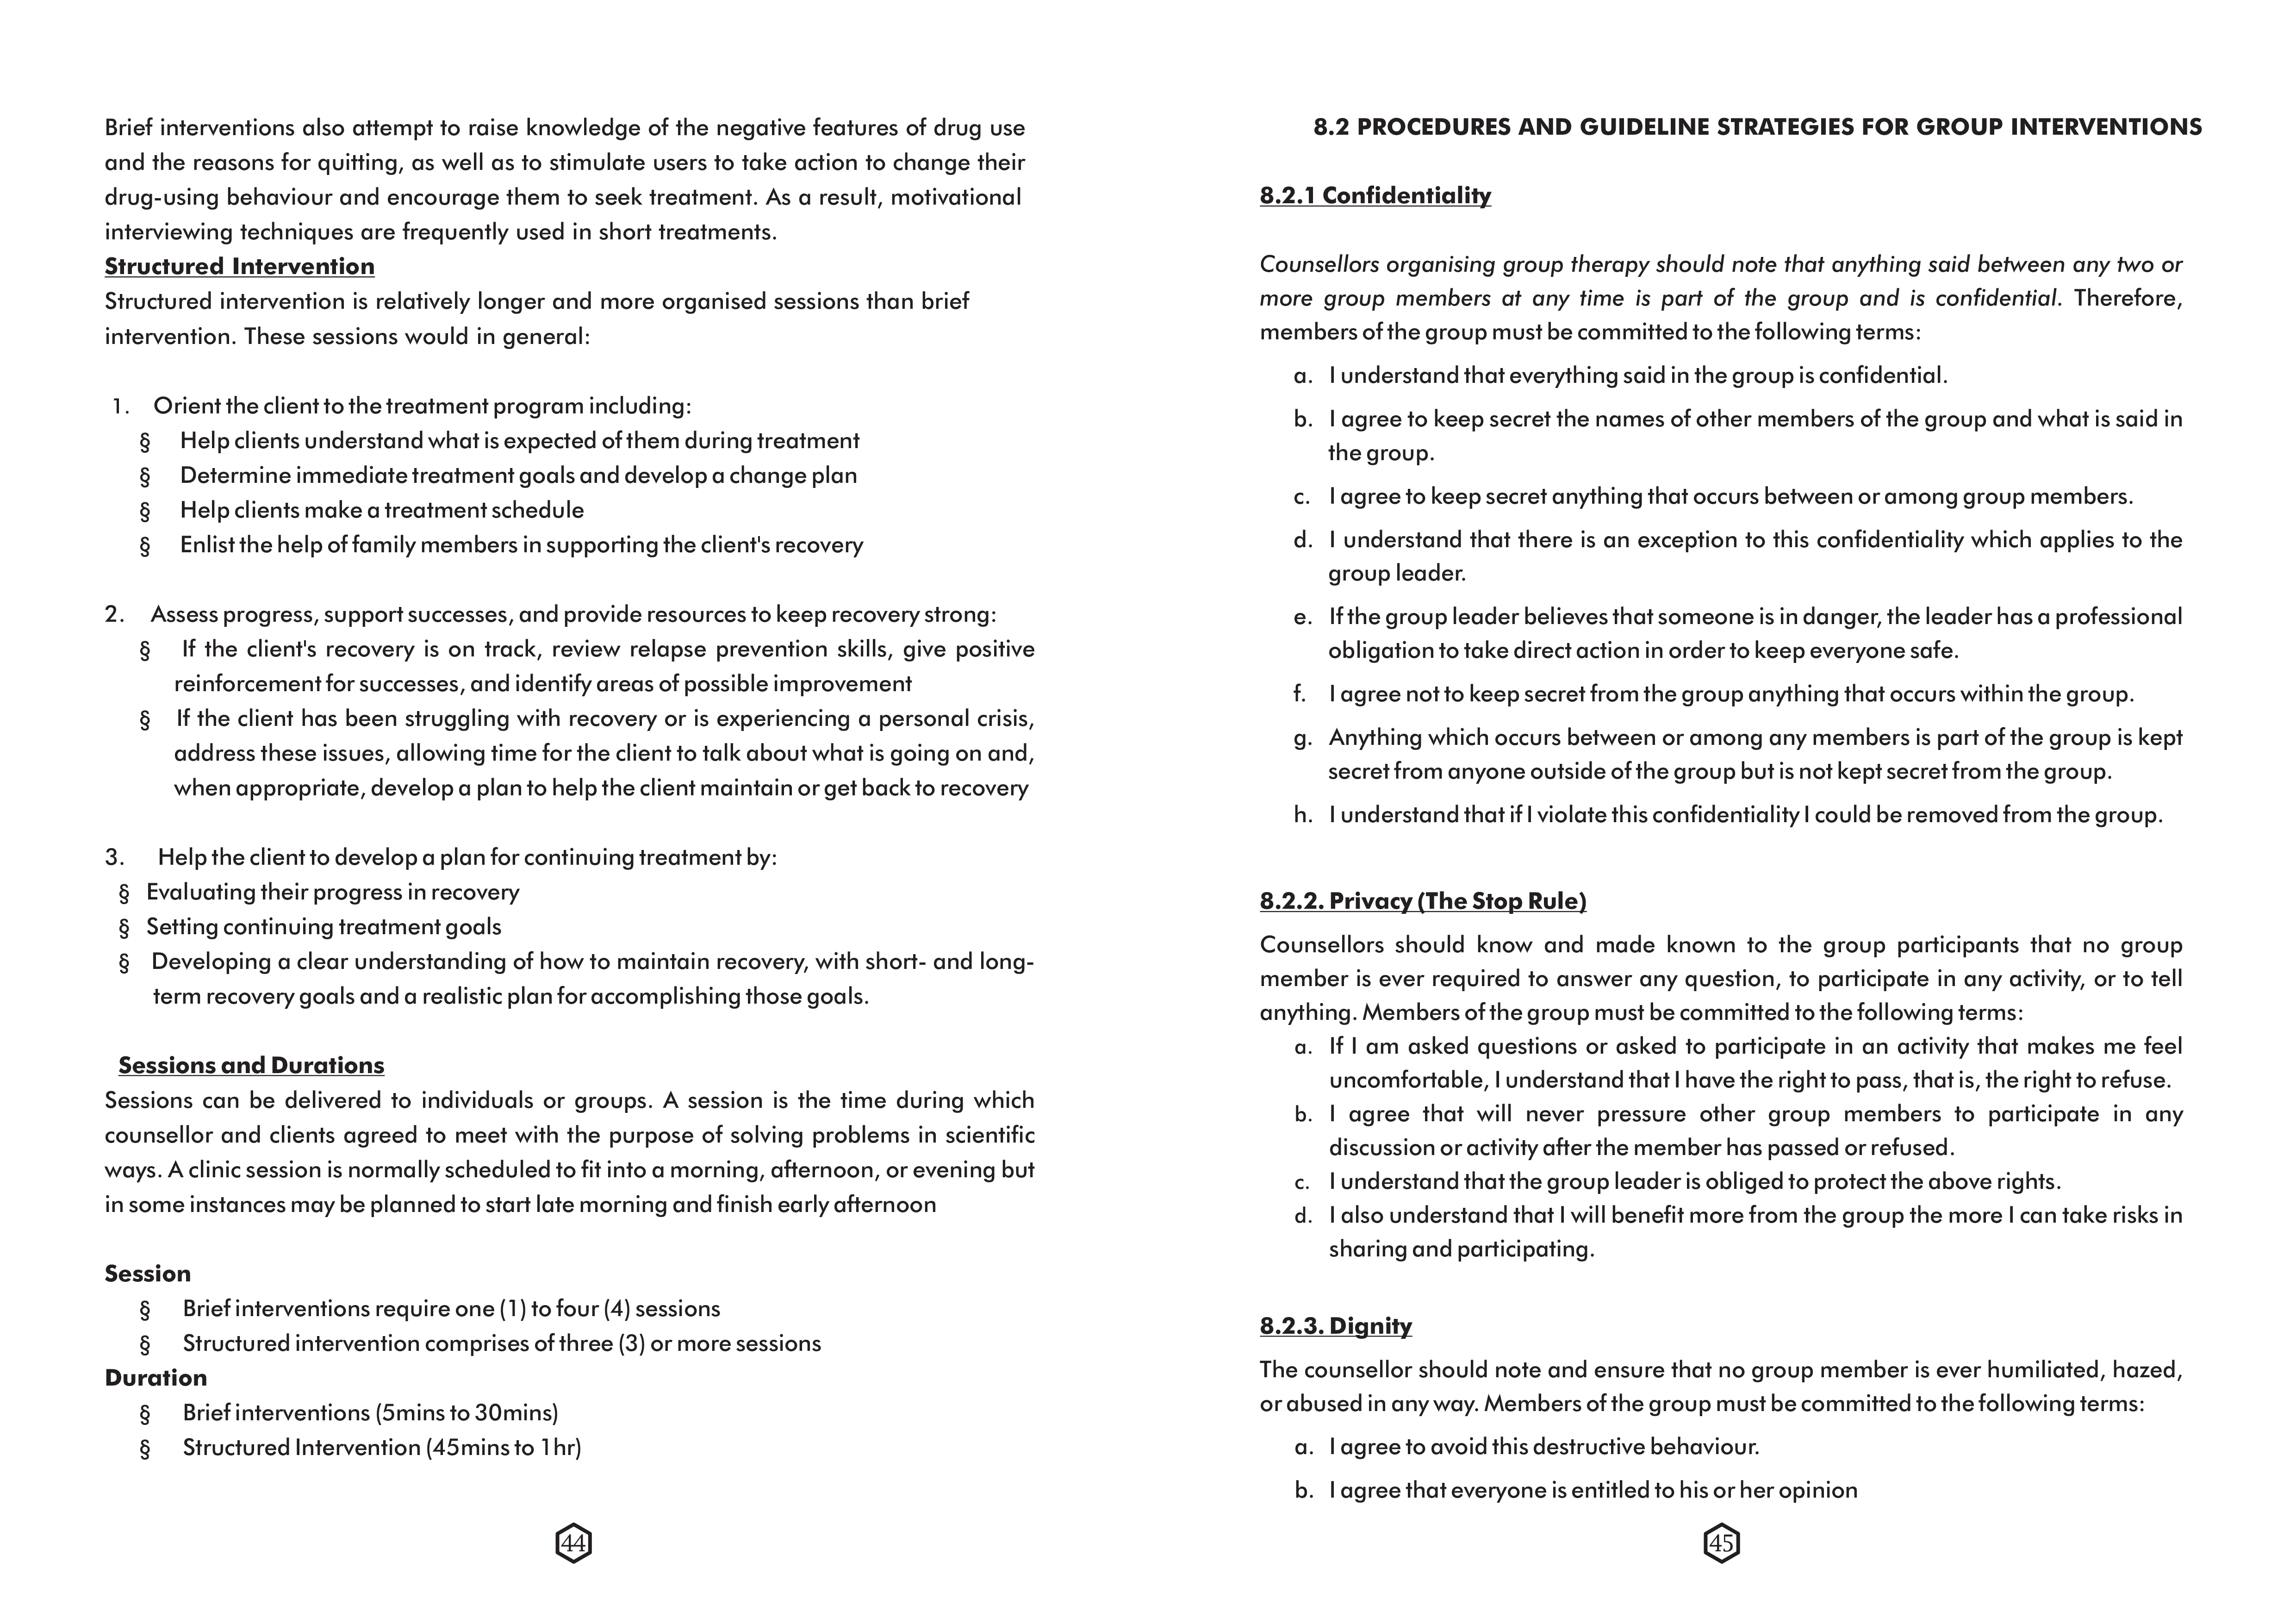 Brief interventions also attempt to raise knowledge of the negative features of drug use
and the reasons for quitting, as well as to stimulate users to take action to change their
drug-using behaviour and encourage them to seek treatment. As a result, motivational
interviewing techniques are frequently used in short treatments.
Structured Intervention
Structured intervention is relatively longer and more organised sessions than brief
intervention. These sessions would in general:
1. Orient the client to the treatment program including:
§ Help clients understand what is expected of them during treatment
§ Determine immediate treatment goals and develop a change plan
§ Help clients make a treatment schedule
§ Enlist the help of family members in supporting the client's recovery
2. Assess progress, support successes, and provide resources to keep recovery strong:
§ If the client's recovery is on track, review relapse prevention skills, give positive
reinforcement for successes, and identify areas of possible improvement
§ If the client has been struggling with recovery or is experiencing a personal crisis,
address these issues, allowing time for the client to talk about what is going on and,
when appropriate, develop a plan to help the client maintain or get back to recovery
3. Help the client to develop a plan for continuing treatment by:
§ Evaluating their progress in recovery
§ Setting continuing treatment goals
§ Developing a clear understanding of how to maintain recovery, with short- and long-
term recovery goals and a realistic plan for accomplishing those goals.
Sessions and Durations
Sessions can be delivered to individuals or groups. A session is the time during which
counsellor and clients agreed to meet with the purpose of solving problems in scientific
ways. A clinic session is normally scheduled to fit into a morning, afternoon, or evening but
in some instances may be planned to start late morning and finish early afternoon
Session
§ Brief interventions require one (1) to four (4) sessions
§ Structured intervention comprises of three (3) or more sessions
Duration
§ Brief interventions (5mins to 30mins)
§ Structured Intervention (45mins to 1hr)
44
8.2 PROCEDURES AND GUIDELINE STRATEGIES FOR GROUP INTERVENTIONS
8.2.1 Confidentiality
Counsellors organising group therapy should note that anything said between any two or
more group members at any time is part of the group and is confidential. Therefore,
members of the group must be committed to the following terms:
a. I understand that everything said in the group is confidential.
b. I agree to keep secret the names of other members of the group and what is said in
the group.
c. I agree to keep secret anything that occurs between or among group members.
d. I understand that there is an exception to this confidentiality which applies to the
group leader.
e. If the group leader believes that someone is in danger, the leader has a professional
obligation to take direct action in order to keep everyone safe.
f. I agree not to keep secret from the group anything that occurs within the group.
g. Anything which occurs between or among any members is part of the group is kept
secret from anyone outside of the group but is not kept secret from the group.
h. I understand that if I violate this confidentiality I could be removed from the group.
8.2.2. Privacy (The Stop Rule)
Counsellors should know and made known to the group participants that no group
member is ever required to answer any question, to participate in any activity, or to tell
anything. Members of the group must be committed to the following terms:
a. If I am asked questions or asked to participate in an activity that makes me feel
uncomfortable, I understand that I have the right to pass, that is, the right to refuse.
b. I agree that will never pressure other group members to participate in any
discussion or activity after the member has passed or refused.
c. I understand that the group leader is obliged to protect the above rights.
d. I also understand that I will benefit more from the group the more I can take risks in
sharing and participating.
8.2.3. Dignity
The counsellor should note and ensure that no group member is ever humiliated, hazed,
or abused in any way. Members of the group must be committed to the following terms:
a. I agree to avoid this destructive behaviour.
b. I agree that everyone is entitled to his or her opinion
45